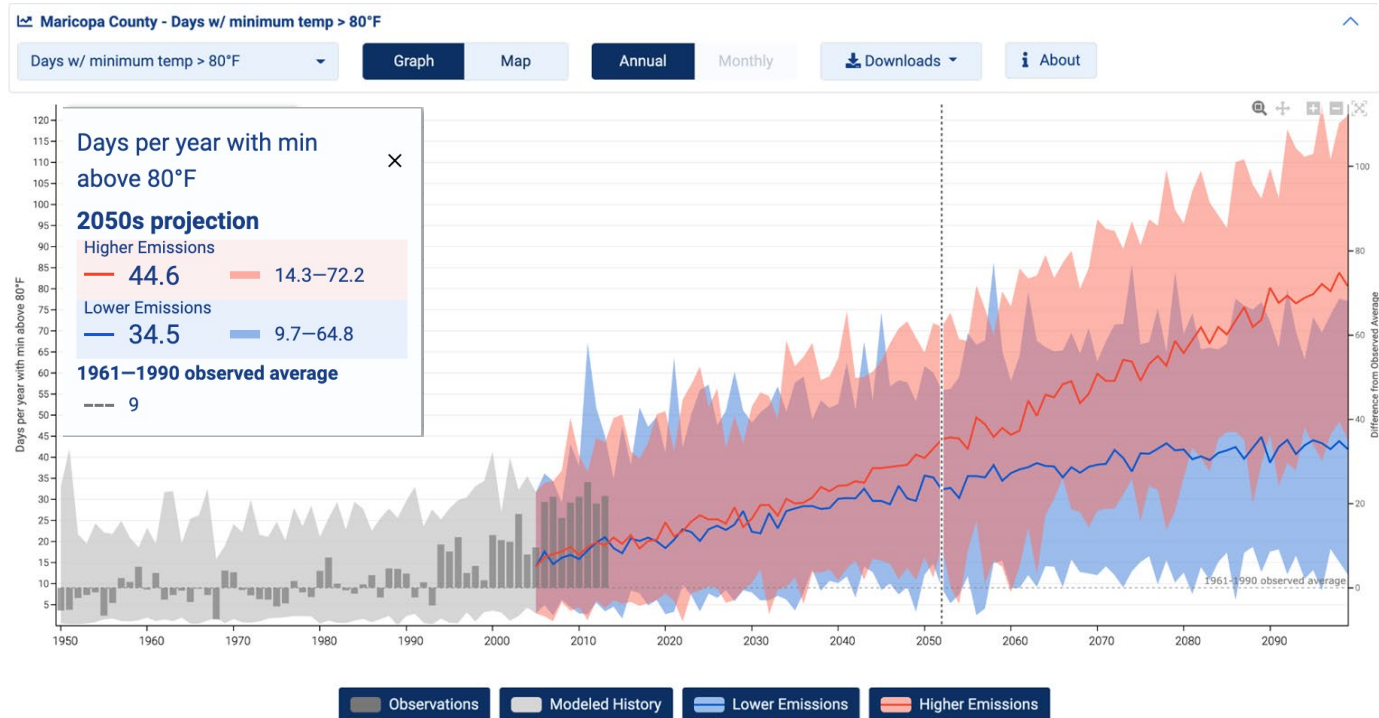 Maricopa County - Days w/ minimum temp > 80°F
Days w/ minimum temp > 80°F
Graph
Map
Annual
Monthly
Downloads
About
Days per year with min
above 80°F
2050s projection
Higher Emissions
44.6 14.3—72.2
Lower Emissions
34.5 9.7—64.8
1961—1990 observed average
9
Days per year with min above 80°F
120
115
110
105
100
95
90
85
80
75
70
65
60
55
50
45
40
35
30
25
20
15
10
5
100
80
60
40
20
0
Difference from Observed Average
1961-1990 observed average
1950 1960 1970 1980 1990 2000 2010 2020 2030 2040 2050 2060 2070 2080 2090
Observations Modeled History Lower Emissions Higher Emissions